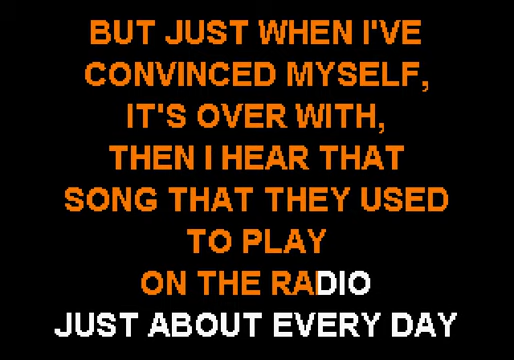 BUT JUST WHEN I'VE
CONVINCED MYSELF,
IT'S OVER WITH,
THEN I HEAR THAT
SONG THAT THEY USED
TO PLAY
ON THE RADIO
JUST ABOUT EVERY DAY